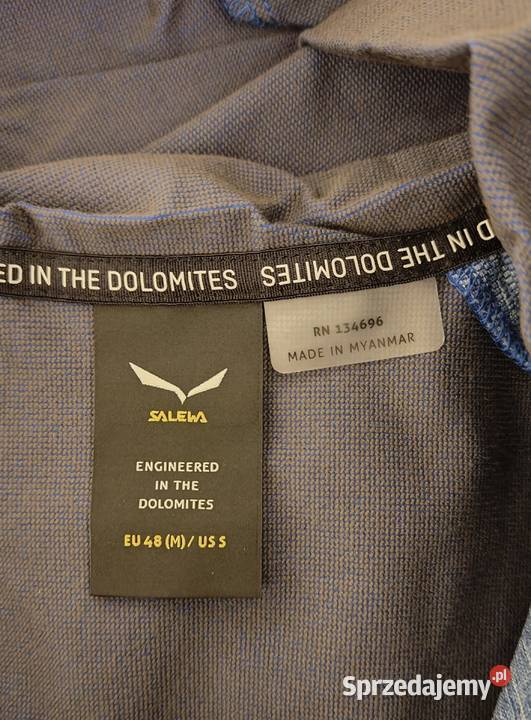 ED IN THE DOLOMITES
IN THE DOLOMITES
RN 134696
MADE IN MYANMAR
SALEWA
ENGINEERED
IN THE
DOLOMITES
EU 48 (M) / US S
Sprzedajemy.pl